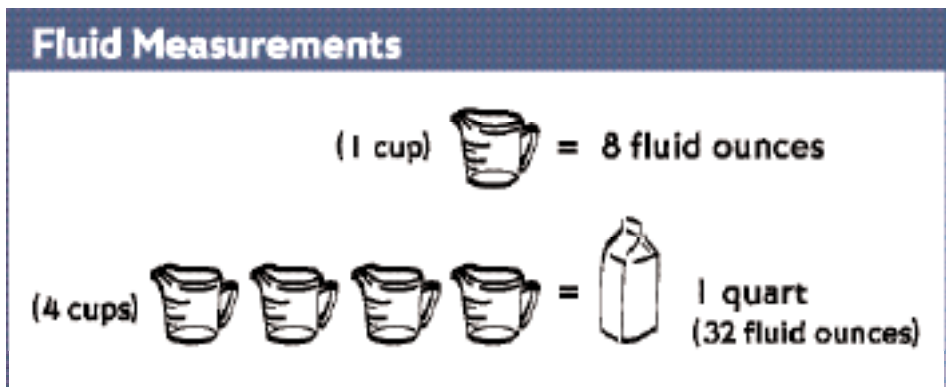 Fluid Measurements
(1 cup) = 8 fluid ounces
(4 cups) = 1 quart
(32 fluid ounces)